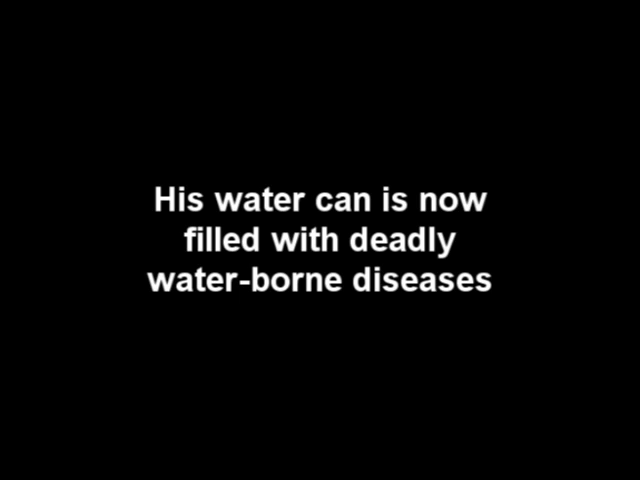 His water can is now
filled with deadly
water-borne diseases